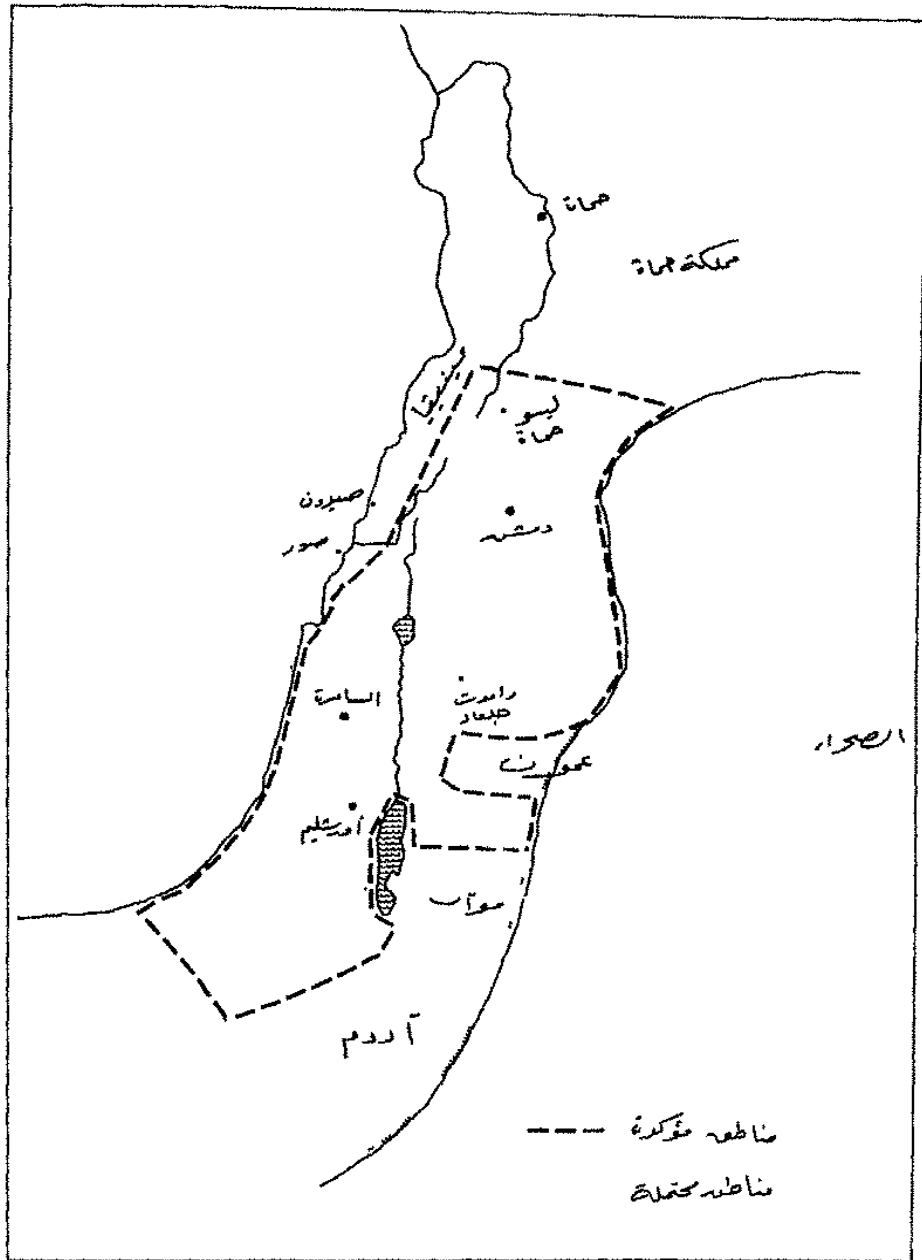 حماة
مملكة حماة
لبو
حماة
صيدون
دمشق
صور
راموت
جلعاد
السامرة
عمون
الصحراء
أورشليم
موآب
آدوم
مناطق مؤكدة
مناطق محتملة